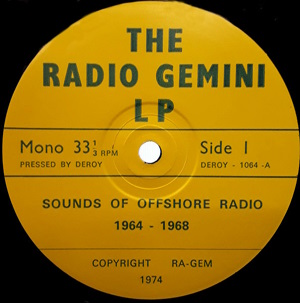 THE
RADIO GEMINI
LP
Mono 33⅓ RPM Side 1
PRESSED BY DEROY DEROY - 1064 - A
SOUNDS OF OFFSHORE RADIO
1964 - 1968
COPYRIGHT RA-GEM
1974